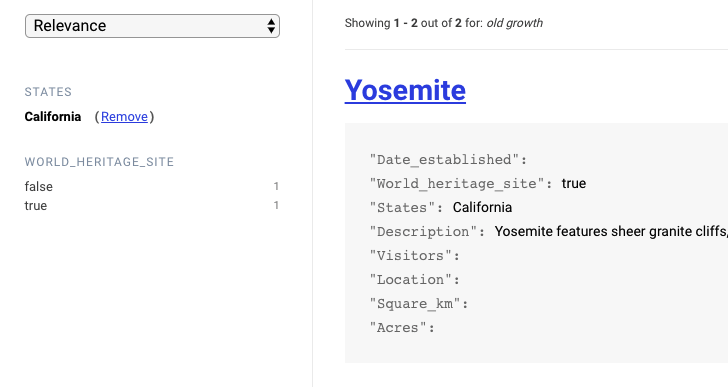 Relevance
STATES
California (Remove)
WORLD_HERITAGE_SITE
false 1
true 1
Showing 1 - 2 out of 2 for: old growth
Yosemite
"Date_established":
"World_heritage_site": true
"States": California
"Description": Yosemite features sheer granite cliffs,
"Visitors":
"Location":
"Square_km":
"Acres":